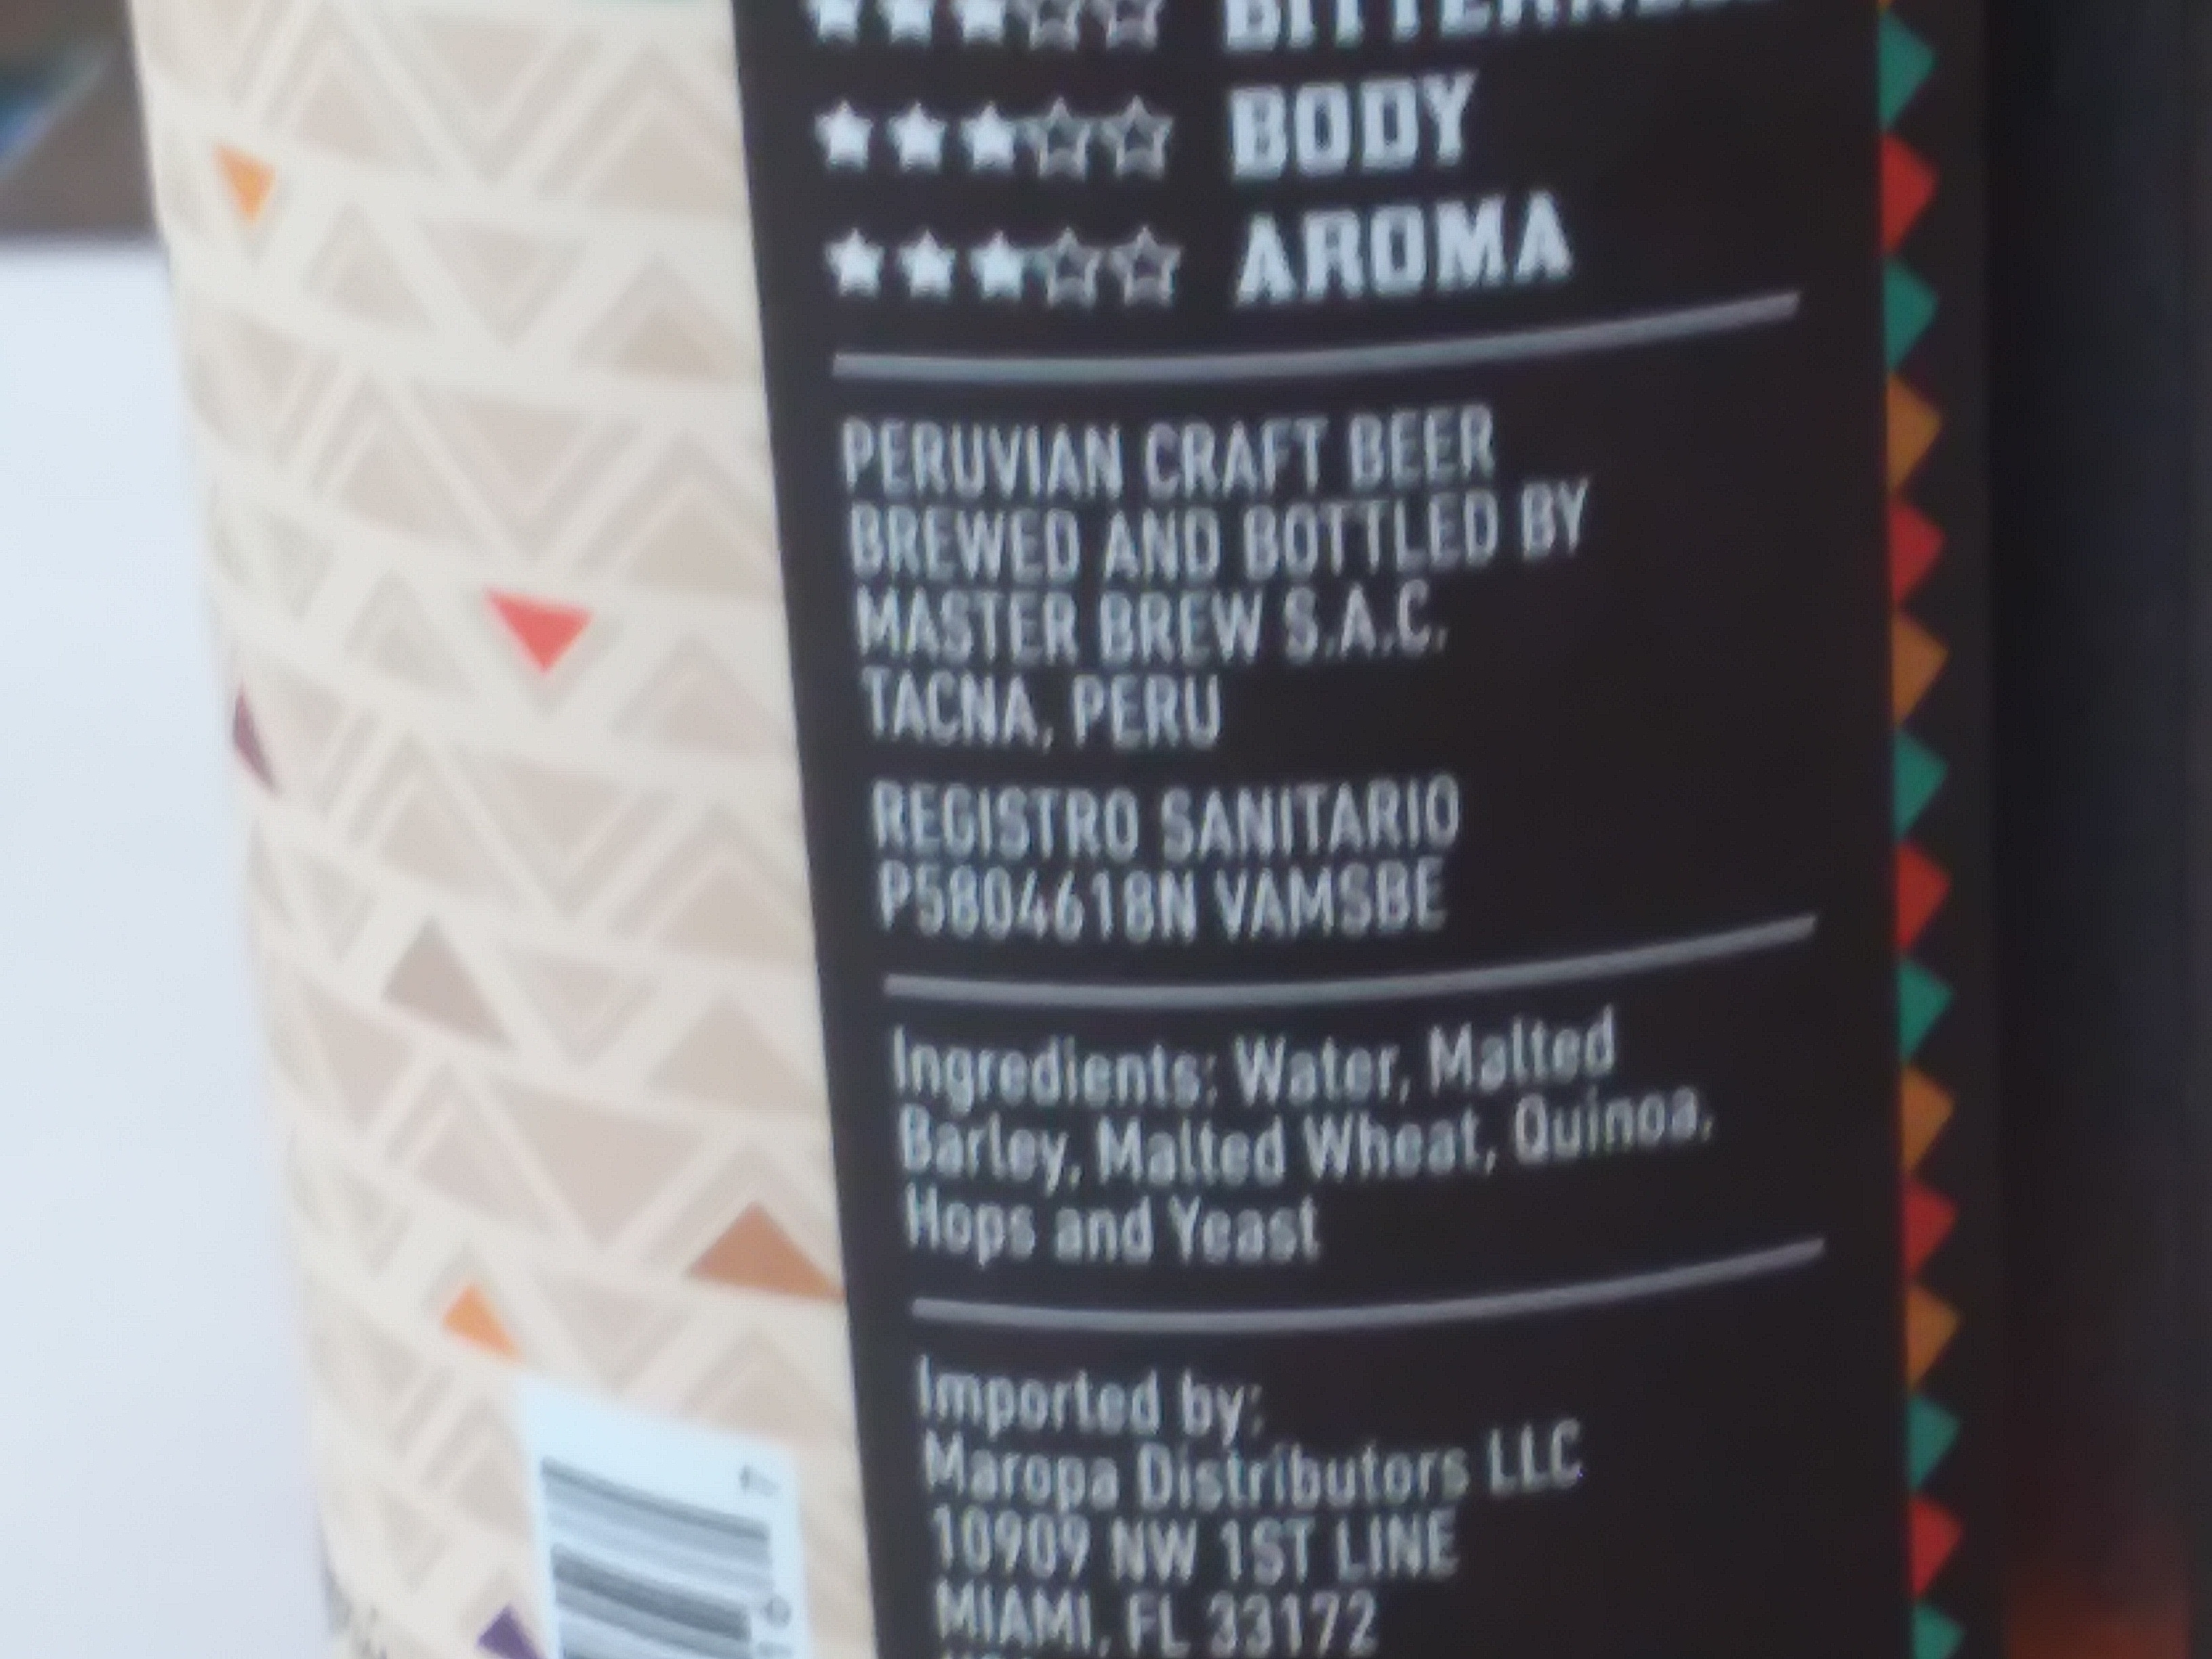 BODY
AROMA
PERUVIAN CRAFT BEER
BREWED AND BOTTLED BY
MASTER BREW S.A.C.
TACNA, PERU
REGISTRO SANITARIO
P5804618N VAMSBE
Ingredients: Water, Malted
Barley, Malted Wheat, Quinoa,
Hops and Yeast
Imported by:
Maropa Distributors LLC
10909 NW 1ST LINE
MIAMI, FL 33172